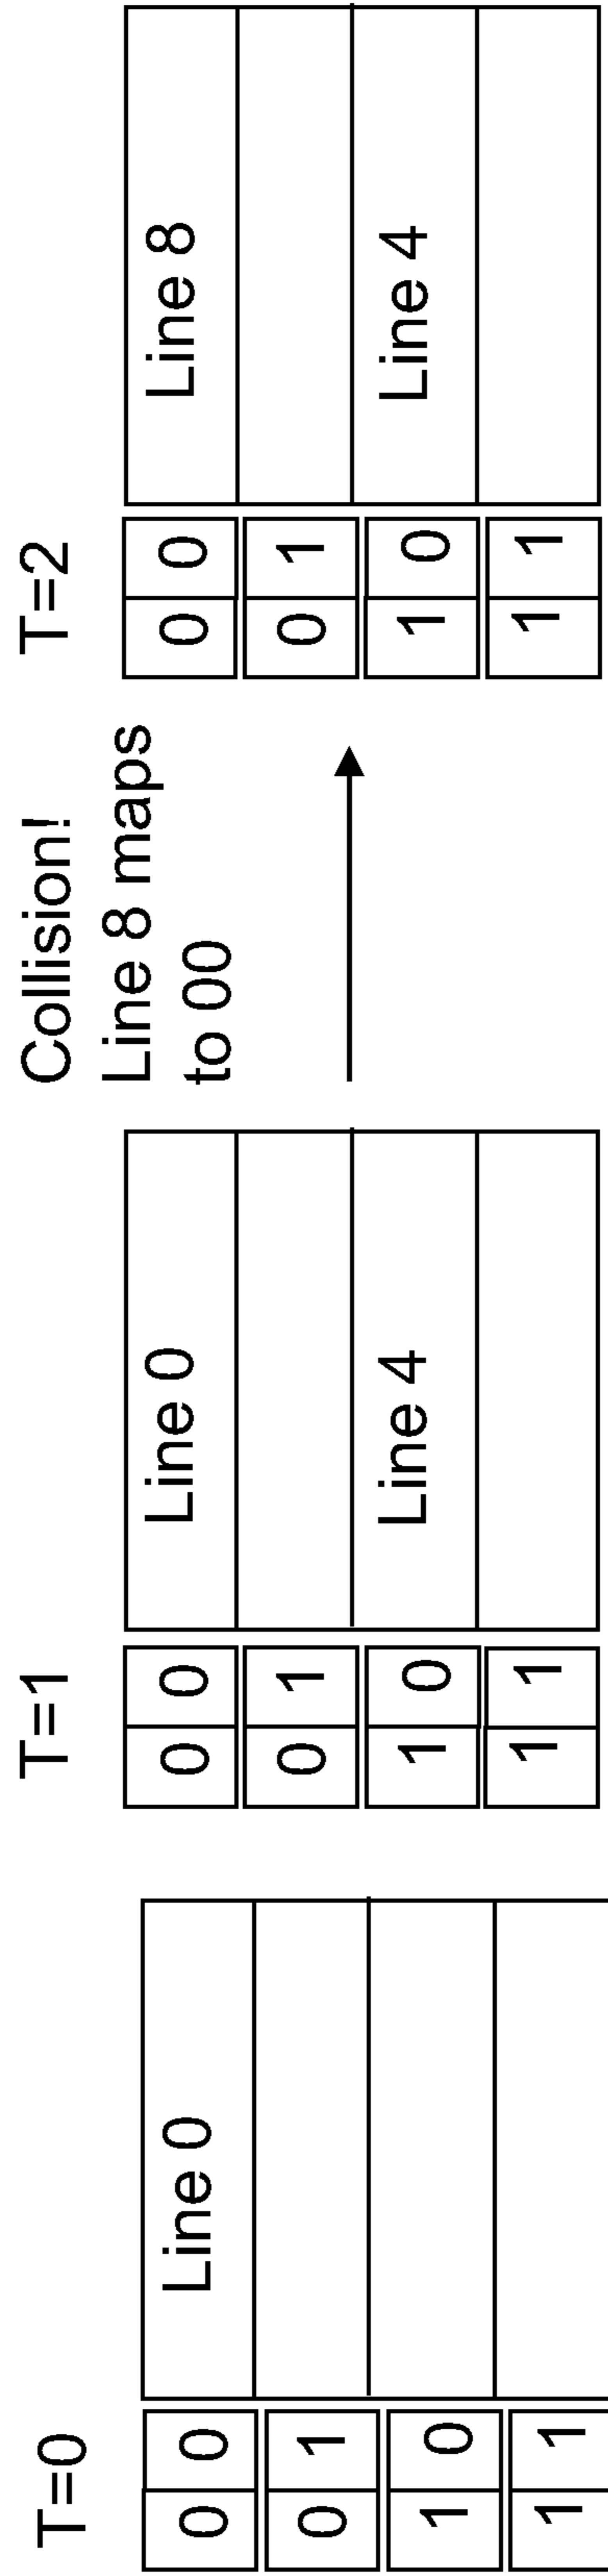 T=0
0 0 Line 0
0 1
1 0
1 1
T=1
0 0 Line 0
0 1
1 0 Line 4
1 1
Collision!
Line 8 maps
to 00
T=2
0 0 Line 8
0 1
1 0 Line 4
1 1